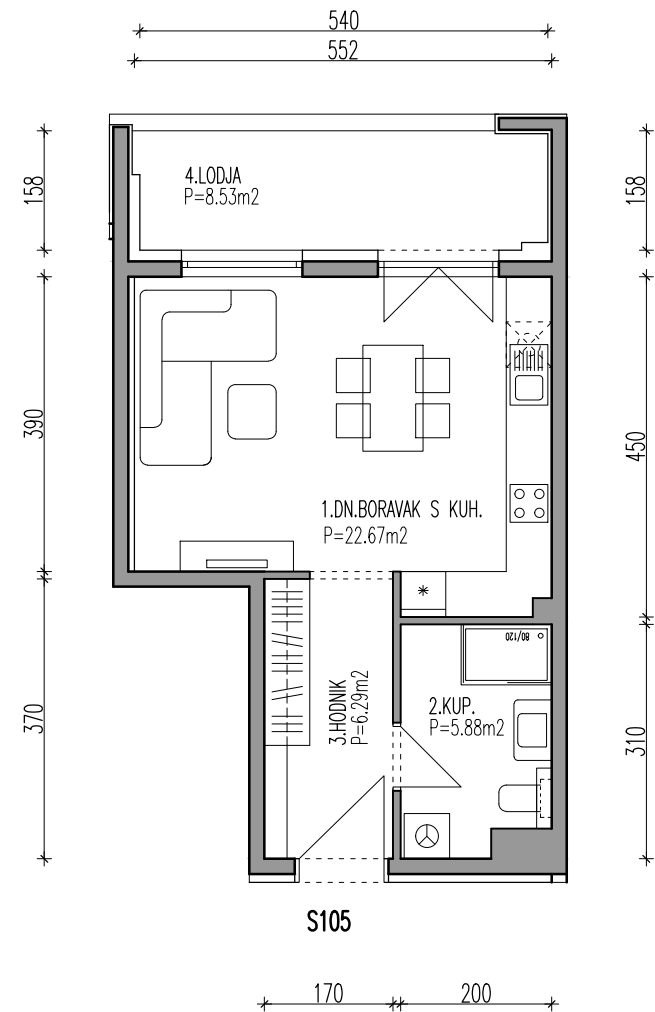 540
552
158
158
4.LODJA
P=8.53m2
390
450
1.DN.BORAVAK S KUH.
P=22.67m2
80/120
370
3.HODNIK
P=6.29m2
2.KUP.
P=5.88m2
310
S105
170
200